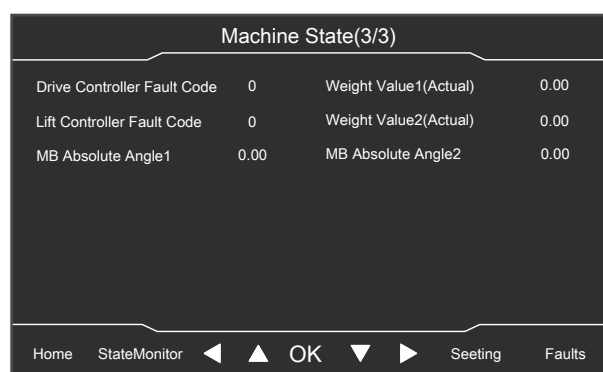 Machine State(3/3)
Drive Controller Fault Code 0 Weight Value1(Actual) 0.00
Lift Controller Fault Code 0 Weight Value2(Actual) 0.00
MB Absolute Angle1 0.00 MB Absolute Angle2 0.00
Home StateMonitor ◀ ▲ OK ▼ ▶ Seeting Faults